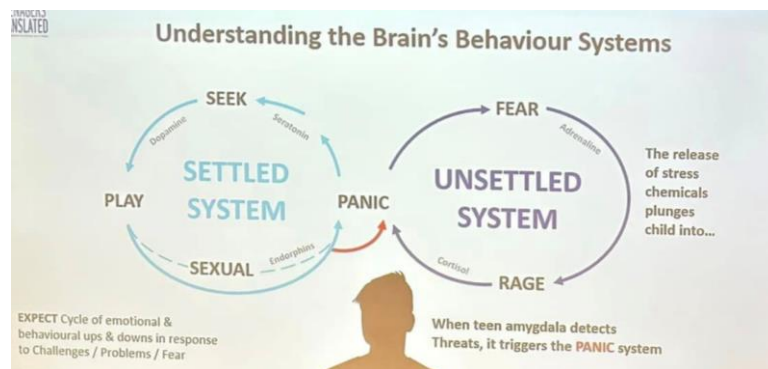 NSLATED
Understanding the Brain's Behaviour Systems
SEEK
Dopamine
Seratonin
SETTLED
SYSTEM
PLAY
PANIC
SEXUAL
Endorphins
FEAR
Adrenaline
UNSETTLED
SYSTEM
Cortisol
RAGE
The release
of stress
chemicals
plunges
child into...
EXPECT Cycle of emotional &
behavioural ups & downs in response
to Challenges / Problems / Fear
When teen amygdala detects
Threats, it triggers the PANIC system